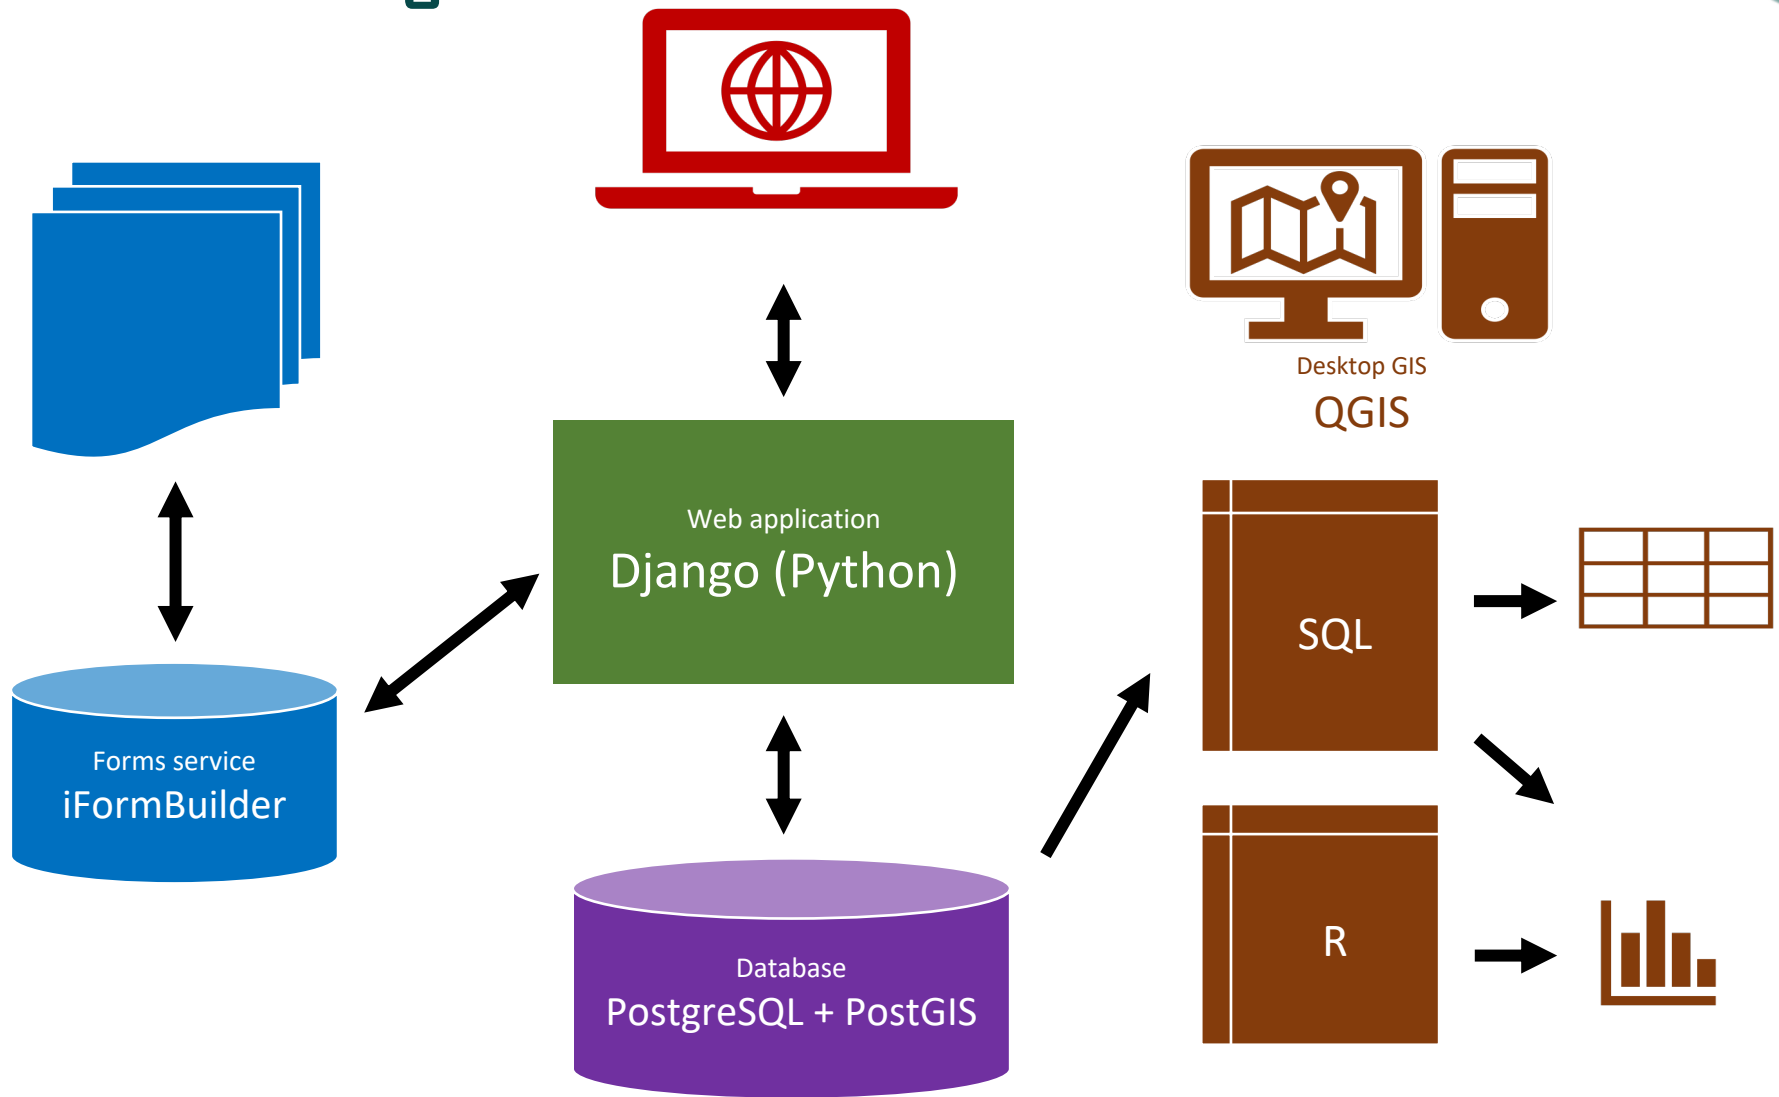 Desktop GIS
QGIS
Web application
Django (Python)
SQL
Forms service
iFormBuilder
R
Database
PostgreSQL + PostGIS